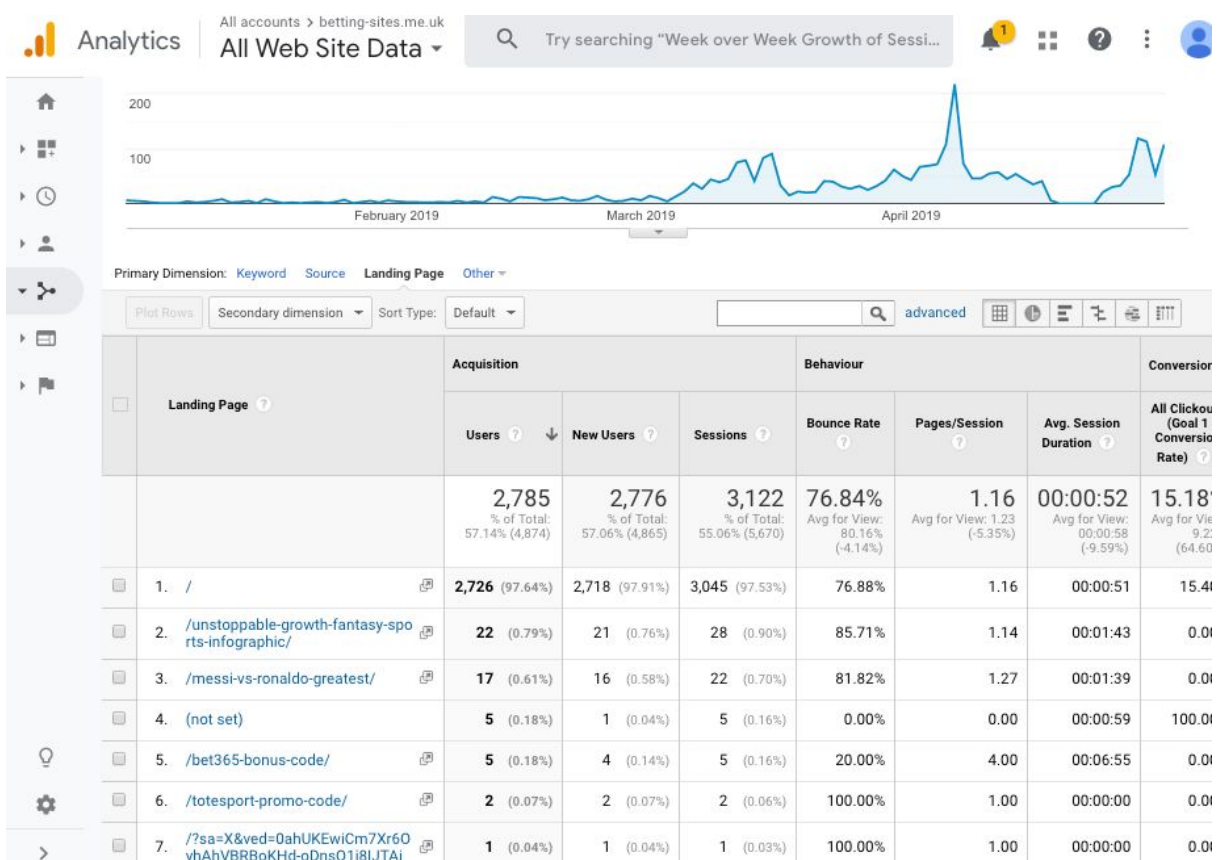 All accounts > betting-sites.me.uk
Analytics
All Web Site Data
Try searching “Week over Week Growth of Sessi...
1
200
100
February 2019
March 2019
April 2019
Primary Dimension: Keyword Source Landing Page Other
Plot Rows Secondary dimension Sort Type: Default advanced
Acquisition Behaviour Conversion
Landing Page ?
Users ? New Users ? Sessions ? Bounce Rate ? Pages/Session ? Avg. Session Duration ? All Clickou (Goal 1 Conversio Rate) ?
2,785 2,776 3,122 76.84% 1.16 00:00:52 15.18%
% of Total: % of Total: % of Total: Avg for View: Avg for View: 1.23 Avg for View: Avg for Vie
57.14% (4,874) 57.06% (4,865) 55.06% (5,670) 80.16% (-5.35%) 00:00:58 9.22
(-4.14%) (-9.59%) (64.60
1. / 2,726 (97.64%) 2,718 (97.91%) 3,045 (97.53%) 76.88% 1.16 00:00:51 15.40
2. /unstoppable-growth-fantasy-spo
rts-infographic/ 22 (0.79%) 21 (0.76%) 28 (0.90%) 85.71% 1.14 00:01:43 0.00
3. /messi-vs-ronaldo-greatest/ 17 (0.61%) 16 (0.58%) 22 (0.70%) 81.82% 1.27 00:01:39 0.00
4. (not set) 5 (0.18%) 1 (0.04%) 5 (0.16%) 0.00% 0.00 00:00:59 100.00
5. /bet365-bonus-code/ 5 (0.18%) 4 (0.14%) 5 (0.16%) 20.00% 4.00 00:06:55 0.00
6. /totesport-promo-code/ 2 (0.07%) 2 (0.07%) 2 (0.06%) 100.00% 1.00 00:00:00 0.00
7. /?sa=X&ved=0ahUKEwiCm7Xr6O 1 (0.04%) 1 (0.04%) 1 (0.03%) 100.00% 1.00 00:00:00 0.00